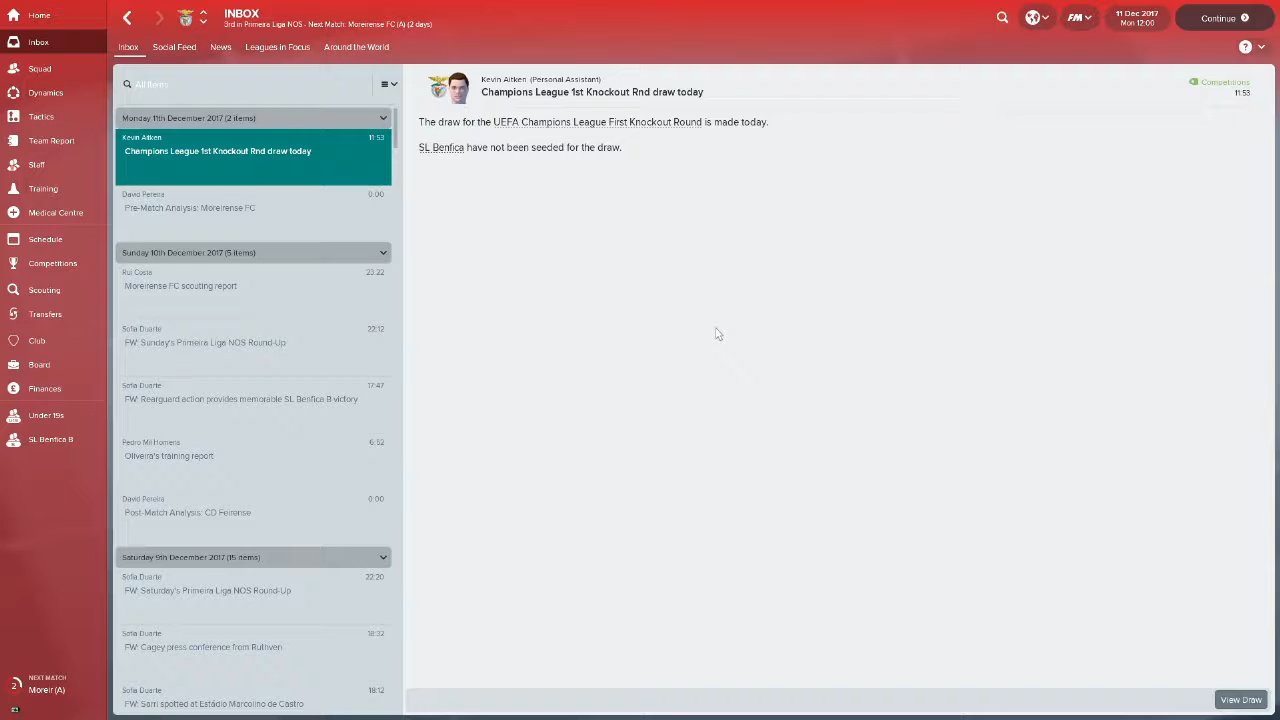 Home
Inbox
Squad
Dynamics
Tactics
Team Report
Staff
Training
Medical Centre
Schedule
Competitions
Scouting
Transfers
Club
Board
Finances
Under 19s
SL Benfica B
NEXT MATCH
2
Moreir (A)
INBOX
3rd in Primeira Liga NOS - Next Match: Moreirense FC (A) (2 days)
FM
11 Dec 2017
Mon 12:00
Continue
Inbox Social Feed News Leagues in Focus Around the World
?
All Items
Monday 11th December 2017 (2 items)
Kevin Aitken 11:53
Champions League 1st Knockout Rnd draw today
David Pereira 0:00
Pre-Match Analysis: Moreirense FC
Sunday 10th December 2017 (5 items)
Rui Costa 23:22
Moreirense FC scouting report
Sofia Duarte 22:12
FW: Sunday's Primeira Liga NOS Round-Up
Sofia Duarte 17:47
FW: Rearguard action provides memorable SL Benfica B victory
Pedro Mil Homens 6:52
Oliveira's training report
David Pereira 0:00
Post-Match Analysis: CD Feirense
Saturday 9th December 2017 (15 items)
Sofia Duarte 22:20
FW: Saturday's Primeira Liga NOS Round-Up
Sofia Duarte 18:32
FW: Cagey press conference from Ruthven
Sofia Duarte 18:12
FW: Sarri spotted at Estádio Marcolino de Castro
Kevin Aitken (Personal Assistant)
Champions League 1st Knockout Rnd draw today
Competitions
11:53
The draw for the UEFA Champions League First Knockout Round is made today.
SL Benfica have not been seeded for the draw.
View Draw